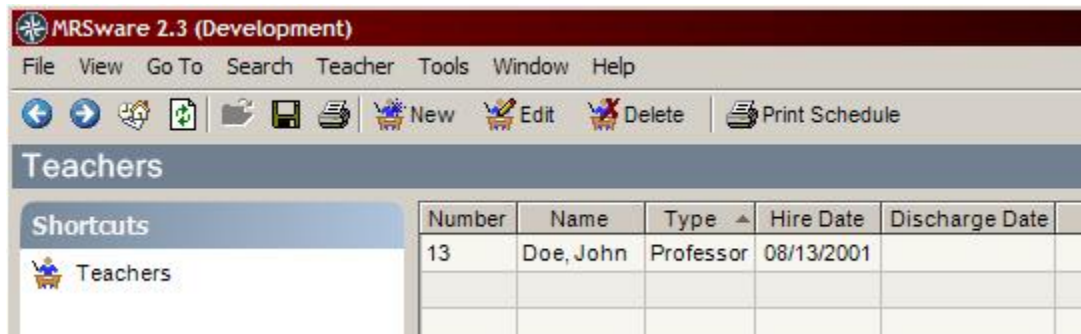 MRSware 2.3 (Development)
File View Go To Search Teacher Tools Window Help
New Edit Delete Print Schedule
Teachers
Shortcuts
Teachers
Number Name Type Hire Date Discharge Date
13 Doe, John Professor 08/13/2001